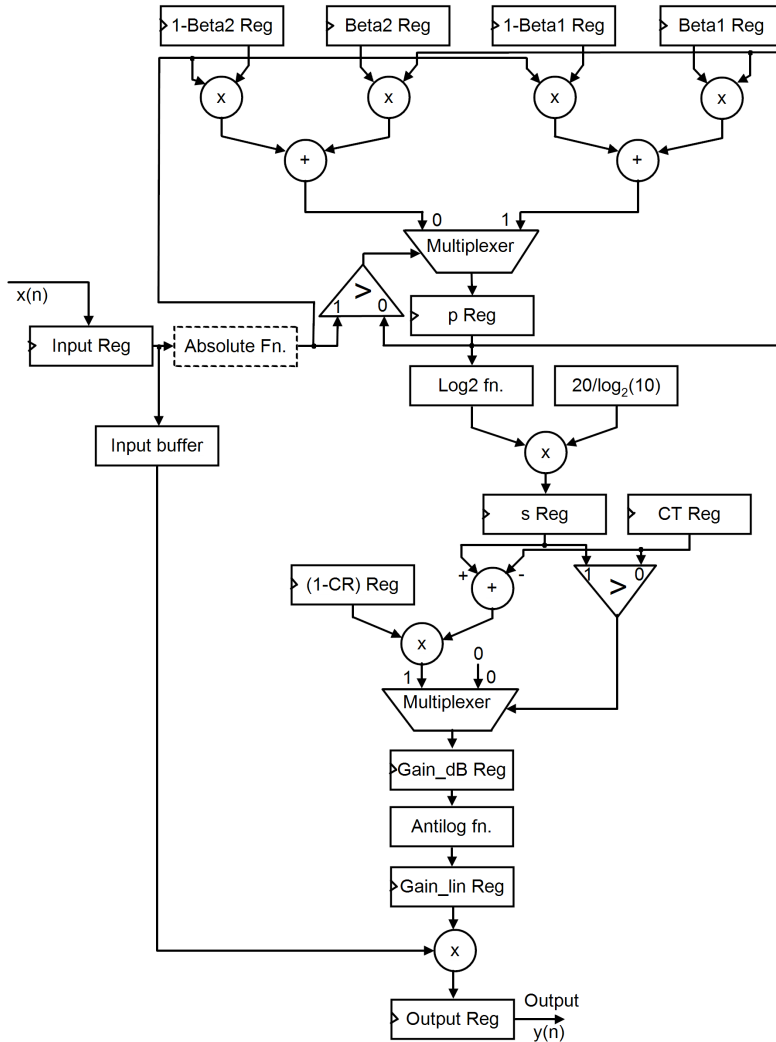 1-Beta2 Reg
Beta2 Reg
1-Beta1 Reg
Beta1 Reg
x
x
x
x
+
+
0
1
Multiplexer
>
1
0
x(n)
p Reg
Input Reg
Absolute Fn.
Log2 fn.
20/log₂(10)
Input buffer
x
s Reg
CT Reg
+
-
+
1
0
>
(1-CR) Reg
x
0
1
0
Multiplexer
Gain_dB Reg
Antilog fn.
Gain_lin Reg
x
Output
Output Reg
y(n)